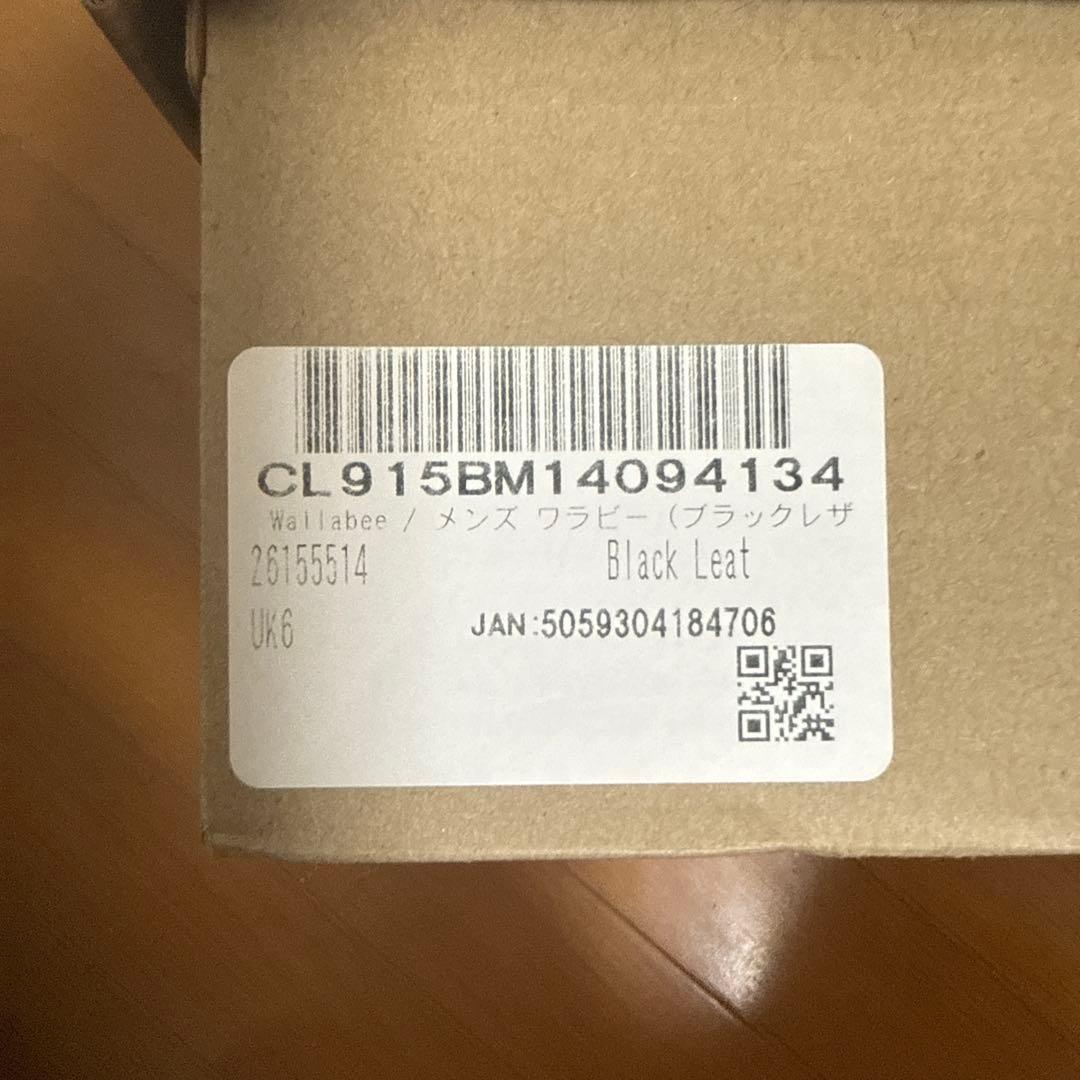 CL915BM14094134
Wallabee / メンズ ワラビー (ブラックレザ
26155514 Black Leat
UK6 JAN:5059304184706